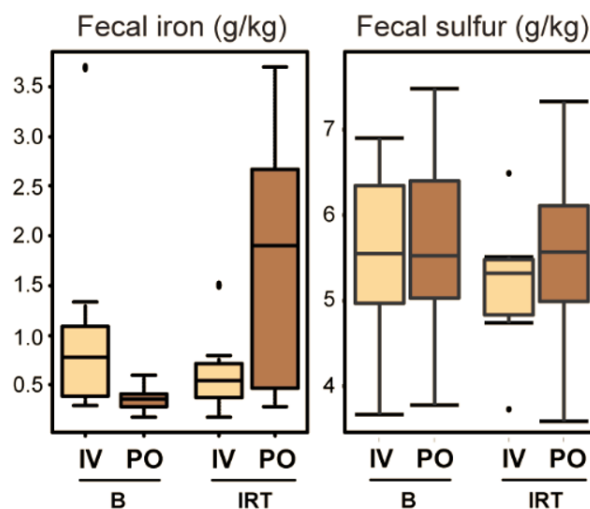 Fecal iron (g/kg)
Fecal sulfur (g/kg)
3.5
3.0
2.5
2.0
1.5
1.0
0.5
7
6
5
4
IV PO IV PO
B IRT
IV PO IV PO
B IRT